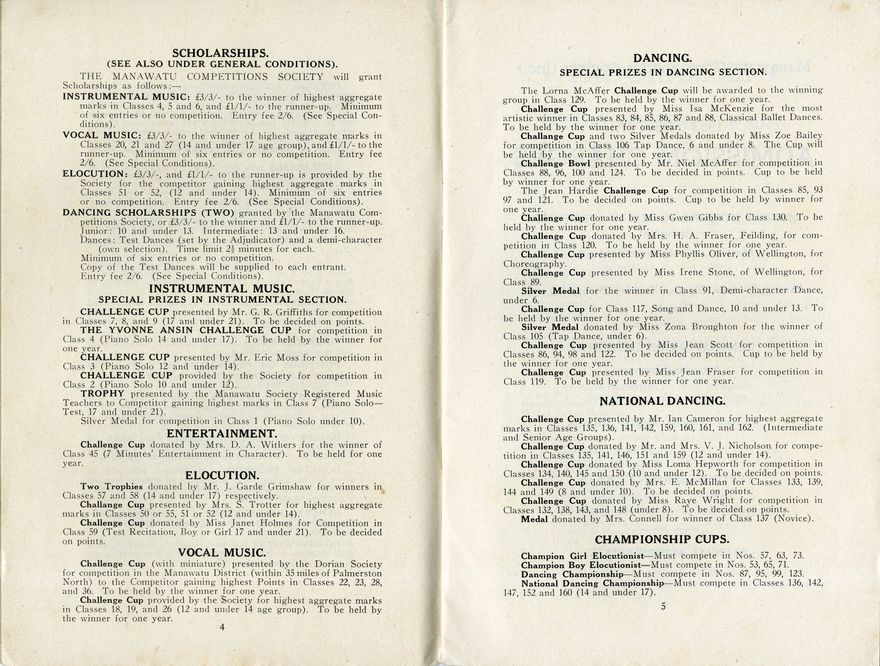 SCHOLARSHIPS.
(SEE ALSO UNDER GENERAL CONDITIONS).
THE MANAWATU COMPETITIONS SOCIETY will grant
Scholarships as follows:—
INSTRUMENTAL MUSIC: £3/3/- to the winner of highest aggregate
marks in Classes 4, 5 and 6, and £1/1/- to the runner-up. Minimum
of six entries or no competition. Entry fee 2/6. (See Special Con-
ditions).
VOCAL MUSIC: £3/3/- to the winner of highest aggregate marks in
Classes 20, 21 and 27 (14 and under 17 age group), and £1/1/- to the
runner-up. Minimum of six entries or no competition. Entry fee
2/6. (See Special Conditions).
ELOCUTION: £3/3/-, and £1/1/- to the runner-up is provided by the
Society for the competitor gaining highest aggregate marks in
Classes 51 or 52, (12 and under 14). Minimum of six entries
or no competition. Entry fee 2/6. (See Special Conditions).
DANCING SCHOLARSHIPS (TWO) granted by the Manawatu Com-
petitions Society, or £3/3/- to the winner and £1/1/- to the runner-up.
Junior: 10 and under 13. Intermediate: 13 and under 16.
Dances: Test Dances (set by the Adjudicator) and a demi-character
(own selection). Time limit 2½ minutes for each.
Minimum of six entries or no competition.
Copy of the Test Dances will be supplied to each entrant.
Entry fee 2/6. (See Special Conditions).
INSTRUMENTAL MUSIC.
SPECIAL PRIZES IN INSTRUMENTAL SECTION.
CHALLENGE CUP presented by Mr. G. R. Griffiths for competition
in Classes 7, 8, and 9 (17 and under 21). To be decided on points.
THE YVONNE ANSIN CHALLENGE CUP for competition in
Class 4 (Piano Solo 14 and under 17). To be held by the winner for
one year.
CHALLENGE CUP presented by Mr. Eric Moss for competition in
Class 3 (Piano Solo 12 and under 14).
CHALLENGE CUP provided by the Society for competition in
Class 2 (Piano Solo 10 and under 12).
TROPHY presented by the Manawatu Society Registered Music
Teachers to Competitor gaining highest marks in Class 7 (Piano Solo—
Test, 17 and under 21).
Silver Medal for competition in Class 1 (Piano Solo under 10).
ENTERTAINMENT.
Challenge Cup donated by Mrs. D. A. Withers for the winner of
Class 45 (7 Minutes' Entertainment in Character). To be held for one
year.
ELOCUTION.
Two Trophies donated by Mr. J. Garde Grimshaw for winners in
Classes 57 and 58 (14 and under 17) respectively.
Challange Cup presented by Mrs. S. Trotter for highest aggregate
marks in Classes 50 or 55, 51 or 52 (12 and under 14).
Challenge Cup donated by Miss Janet Holmes for Competition in
Class 59 (Test Recitation, Boy or Girl 17 and under 21). To be decided
on points.
VOCAL MUSIC.
Challenge Cup (with miniature) presented by the Dorian Society
for competition in the Manawatu District (within 35 miles of Palmerston
North) to the Competitor gaining highest Points in Classes 22, 23, 28,
and 36. To be held by the winner for one year.
Challenge Cup provided by the Society for highest aggregate marks
in Classes 18, 19, and 26 (12 and under 14 age group). To be held by
the winner for one year.
4
DANCING.
SPECIAL PRIZES IN DANCING SECTION.
The Lorna McAffer Challenge Cup will be awarded to the winning
group in Class 129. To be held by the winner for one year.
Challenge Cup presented by Miss Isa McKenzie for the most
artistic winner in Classes 83, 84, 85, 86, 87 and 88, Classical Ballet Dances.
To be held by the winner for one year.
Challange Cup and two Silver Medals donated by Miss Zoe Bailey
for competition in Class 106 Tap Dance, 6 and under 8. The Cup will
be held by the winner for one year.
Challenge Bowl presented by Mr. Niel McAffer for competition in
Classes 88, 96, 100 and 124. To be decided in points. Cup to be held
by winner for one year.
The Jean Hardie Challenge Cup for competition in Classes 85, 93
97 and 121. To be decided on points. Cup to be held by winner for
one year.
Challenge Cup donated by Miss Gwen Gibbs for Class 130. To be
held by the winner for one year.
Challenge Cup donated by Mrs. H. A. Fraser, Feilding, for com-
petition in Class 120. To be held by the winner for one year.
Challenge Cup presented by Miss Phyllis Oliver, of Wellington, for
Choreography.
Challenge Cup presented by Miss Irene Stone, of Wellington, for
Class 89.
Silver Medal for the winner in Class 91, Demi-character Dance,
under 6.
Challenge Cup for Class 117, Song and Dance, 10 and under 13. To
be held by the winner for one year.
Silver Medal donated by Miss Zona Broughton for the winner of
Class 105 (Tap Dance, under 6).
Challenge Cup presented by Miss Jean Scott for competition in
Classes 86, 94, 98 and 122. To be decided on points. Cup to be held by
the winner for one year.
Challenge Cup presented by Miss Jean Fraser for competition in
Class 119. To be held by the winner for one year.
NATIONAL DANCING.
Challenge Cup presented by Mr. Ian Cameron for highest aggregate
marks in Classes 135, 136, 141, 142, 159, 160, 161, and 162. (Intermediate
and Senior Age Groups).
Challenge Cup donated by Mr. and Mrs. V. J. Nicholson for compe-
tition in Classes 135, 141, 146, 151 and 159 (12 and under 14).
Challenge Cup donated by Miss Loma Hepworth for competition in
Classes 134, 140, 145 and 150 (10 and under 12). To be decided on points.
Challenge Cup donated by Mrs. E. McMillan for Classes 133, 139,
144 and 149 (8 and under 10). To be decided on points.
Challenge Cup donated by Miss Raye Wright for competition in
Classes 132, 138, 143, and 148 (under 8). To be decided on points.
Medal donated by Mrs. Connell for winner of Class 137 (Novice).
CHAMPIONSHIP CUPS.
Champion Girl Elocutionist—Must compete in Nos. 57, 63, 73.
Champion Boy Elocutionist—Must compete in Nos. 53, 65, 71.
Dancing Championship—Must compete in Nos. 87, 95, 99, 123.
National Dancing Championship—Must compete in Classes 136, 142,
147, 152 and 160 (14 and under 17).
5